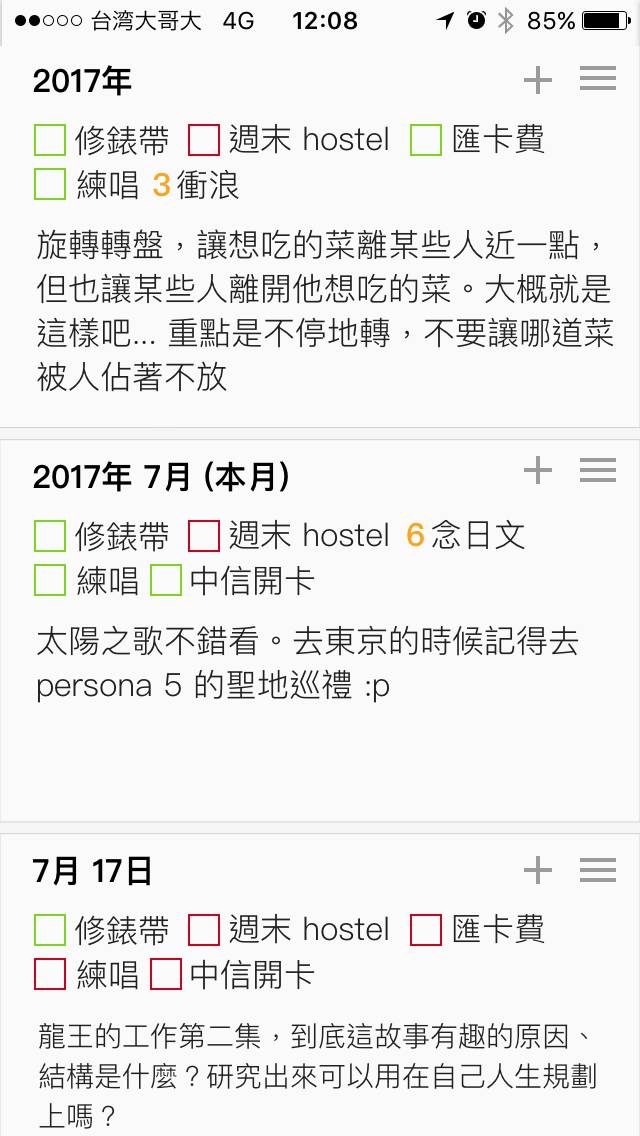 台湾大哥大 4G 12:08 85%
2017年
修錶帶 週末 hostel 匯卡費
練唱 3 衝浪
旋轉轉盤，讓想吃的菜離某些人近一點，
但也讓某些人離開他想吃的菜。大概就是
這樣吧... 重點是不停地轉，不要讓哪道菜
被人佔著不放
2017年 7月 (本月)
修錶帶 週末 hostel 6 念日文
練唱 中信開卡
太陽之歌不錯看。去東京的時候記得去
persona 5 的聖地巡禮 :p
7月 17日
修錶帶 週末 hostel 匯卡費
練唱 中信開卡
龍王的工作第二集，到底這故事有趣的原因、
結構是什麼？研究出來可以用在自己人生規劃
上嗎？